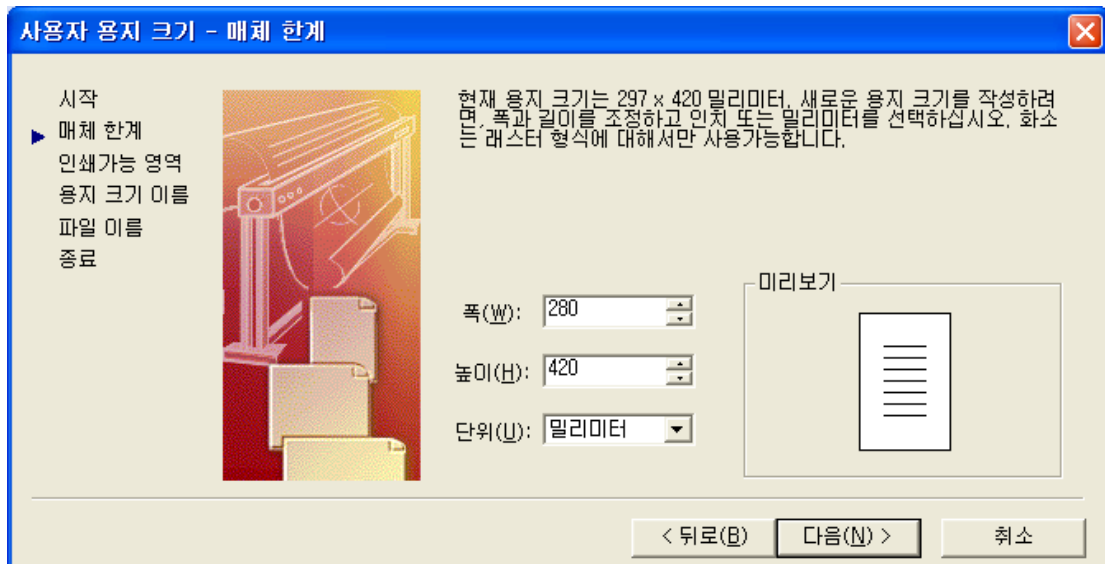 사용자 용지 크기 - 매체 한계
시작
매체 한계
인쇄가능 영역
용지 크기 이름
파일 이름
종료
현재 용지 크기는 297 x 420 밀리미터, 새로운 용지 크기를 작성하려
면, 폭과 길이를 조정하고 인치 또는 밀리미터를 선택하십시오, 화소
는 래스터 형식에 대해서만 사용가능합니다.
폭(W): 280
높이(H): 420
단위(U): 밀리미터
미리보기
< 뒤로(B)
다음(N) >
취소